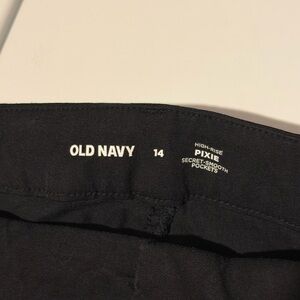 OLD NAVY 14
HIGH-RISE
PIXIE
SECRET-SMOOTH
POCKETS